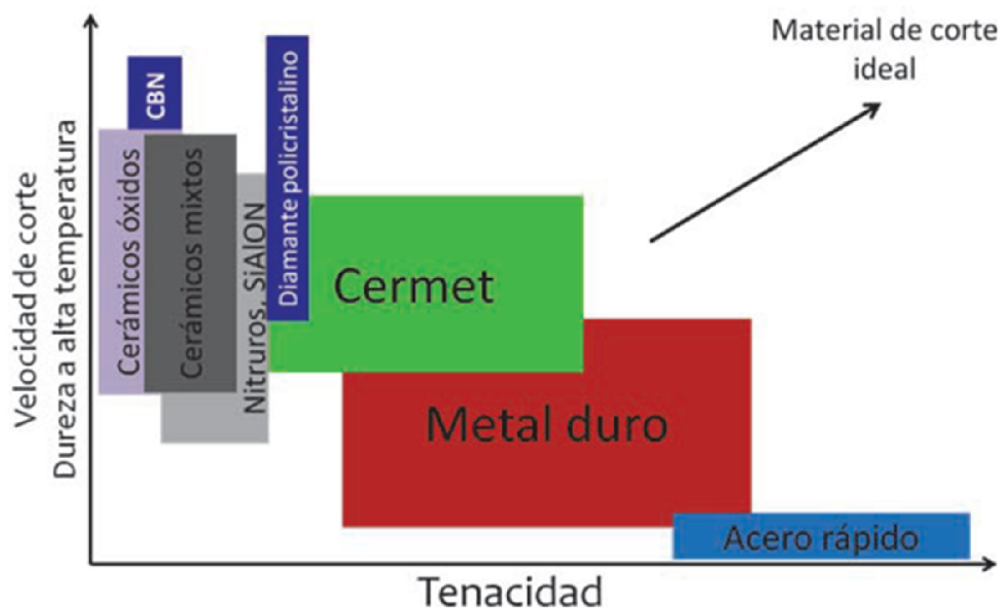 Material de corte
ideal
Velocidad de corte
Dureza a alta temperatura
CBN
Cerámicos óxidos
Cerámicos mixtos
Nitruros, SiAlON
Diamante policristalino
Cermet
Metal duro
Acero rápido
Tenacidad